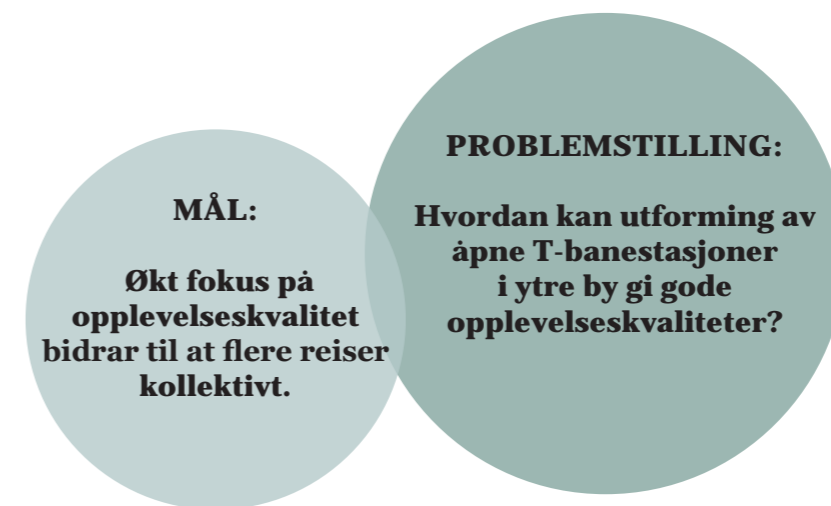 MÅL:
Økt fokus på
opplevelseskvalitet
bidrar til at flere reiser
kollektivt.
PROBLEMSTILLING:
Hvordan kan utforming av
åpne T-banestasjoner
i ytre by gi gode
opplevelseskvaliteter?